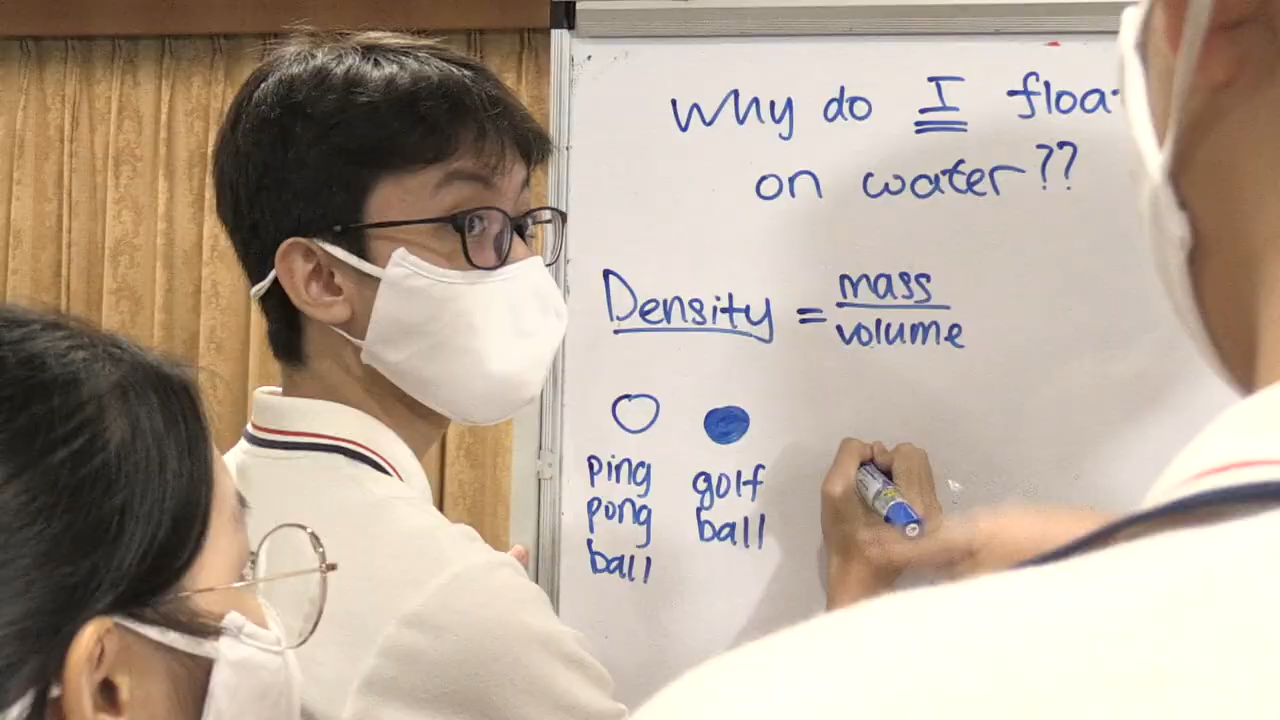 Why do I floa
on water??
Density = mass
volume
ping
pong
ball
golf
ball